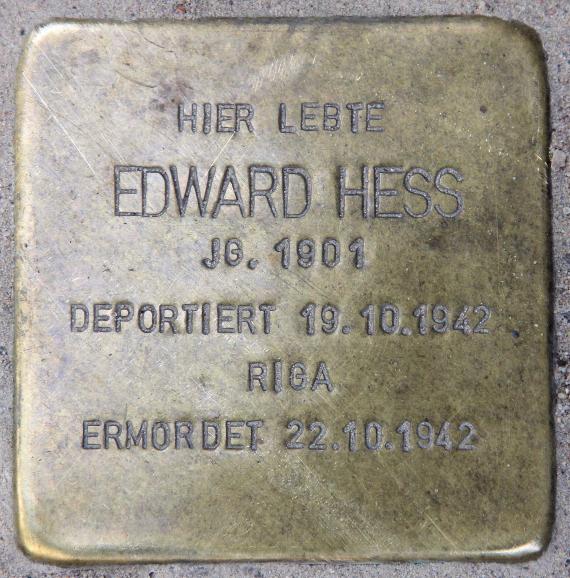 HIER LEBTE
EDWARD HESS
JG. 1901
DEPORTIERT 19.10.1942
RIGA
ERMORDET 22.10.1942